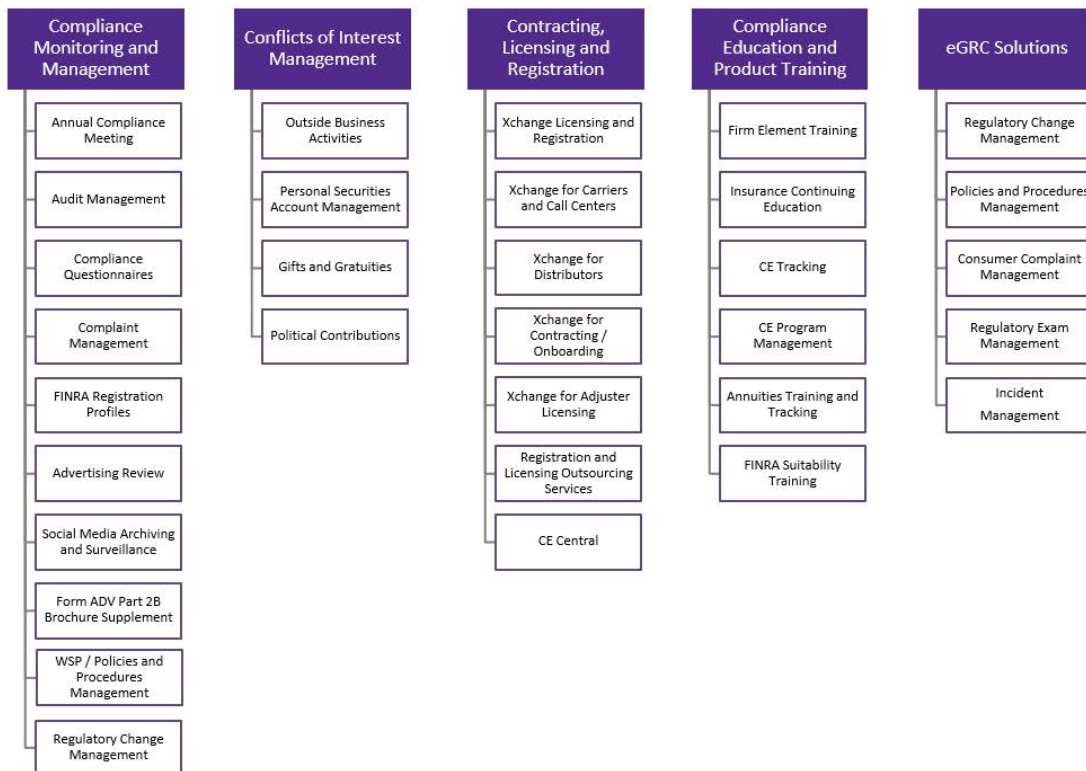 Compliance
Monitoring and
Management
Annual Compliance
Meeting
Audit Management
Compliance
Questionnaires
Complaint
Management
FINRA Registration
Profiles
Advertising Review
Social Media Archiving
and Surveillance
Form ADV Part 2B
Brochure Supplement
WSP / Policies and
Procedures
Management
Regulatory Change
Management
Conflicts of Interest
Management
Outside Business
Activities
Personal Securities
Account Management
Gifts and Gratuities
Political Contributions
Contracting,
Licensing and
Registration
Xchange Licensing and
Registration
Xchange for Carriers
and Call Centers
Xchange for
Distributors
Xchange for
Contracting /
Onboarding
Xchange for Adjuster
Licensing
Registration and
Licensing Outsourcing
Services
CE Central
Compliance
Education and
Product Training
Firm Element Training
Insurance Continuing
Education
CE Tracking
CE Program
Management
Annuities Training and
Tracking
FINRA Suitability
Training
eGRC Solutions
Regulatory Change
Management
Policies and Procedures
Management
Consumer Complaint
Management
Regulatory Exam
Management
Incident
Management